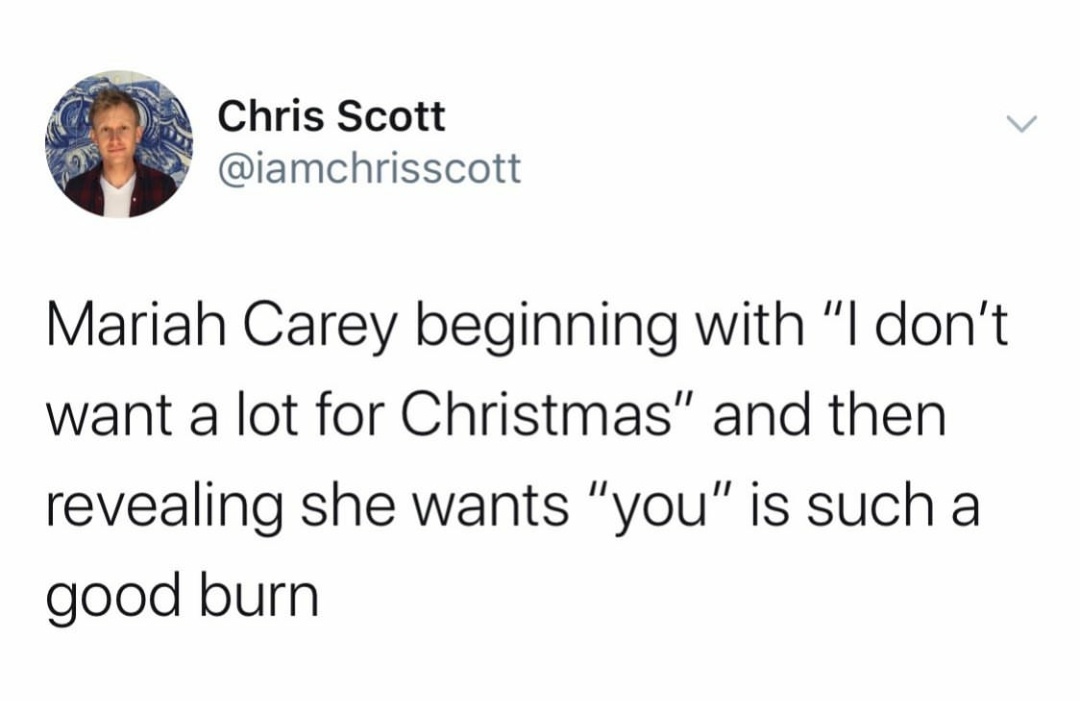 Chris Scott
@iamchrisscott
Mariah Carey beginning with "I don't
want a lot for Christmas" and then
revealing she wants "you" is such a
good burn